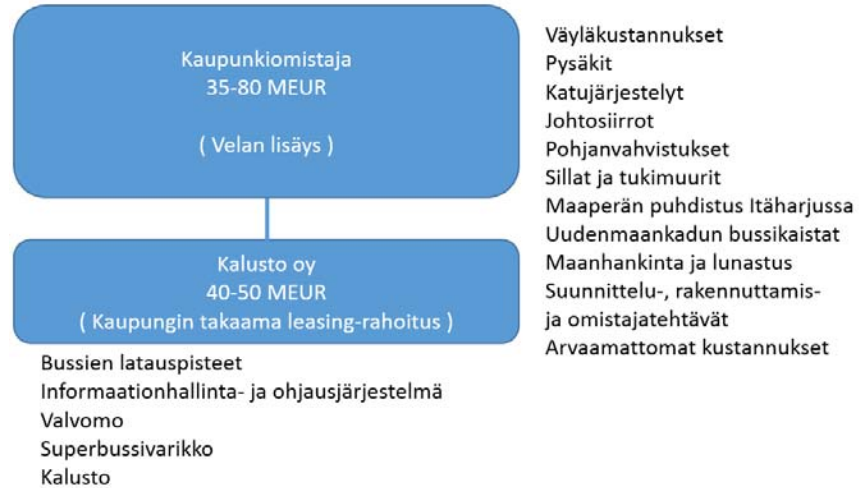 Kaupunkiomistaja
35-80 MEUR
( Velan lisäys )
Kalusto oy
40-50 MEUR
( Kaupungin takaama leasing-rahoitus )
Bussien latauspisteet
Informaationhallinta- ja ohjausjärjestelmä
Valvomo
Superbussivarikko
Kalusto
Väyläkustannukset
Pysäkit
Katujärjestelyt
Johtosiirrot
Pohjanvahvistukset
Sillat ja tukimuurit
Maaperän puhdistus Itäharjussa
Uudenmaankadun bussikaistat
Maanhankinta ja lunastus
Suunnittelu-, rakennuttamis-
ja omistajatehtävät
Arvaamattomat kustannukset